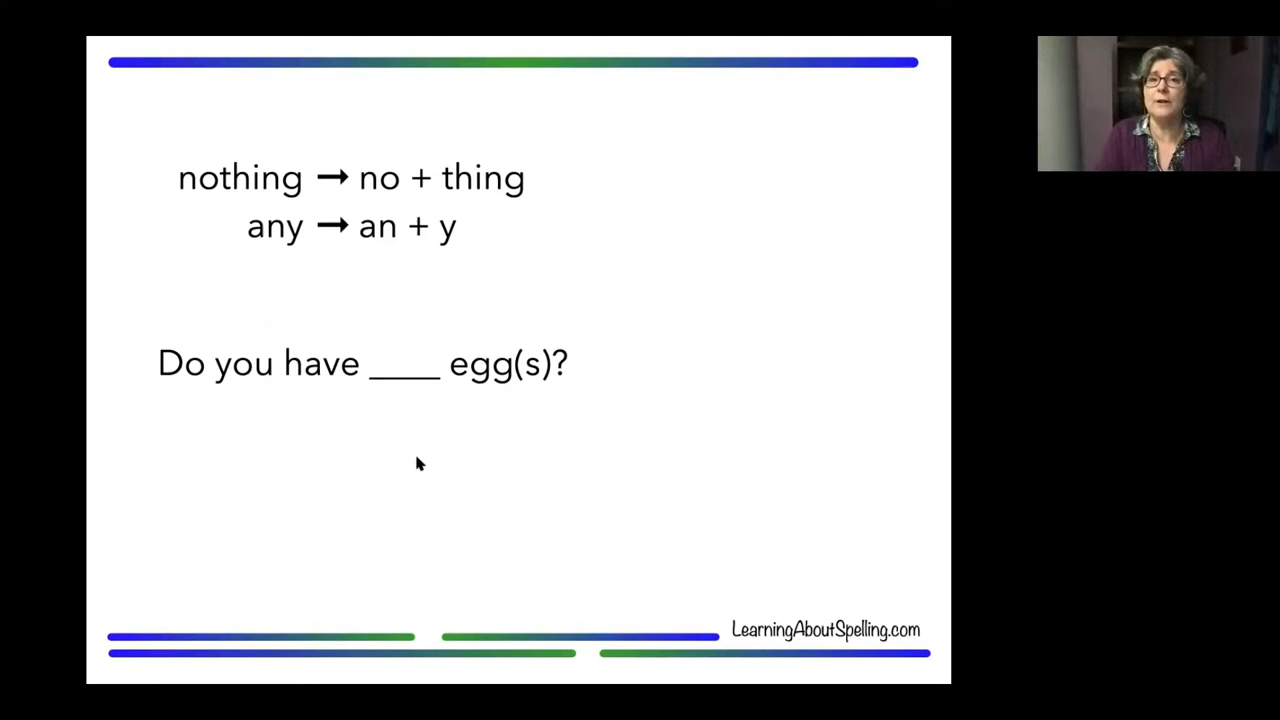 nothing → no + thing
any → an + y
Do you have ____ egg(s)?
LearningAboutSpelling.com